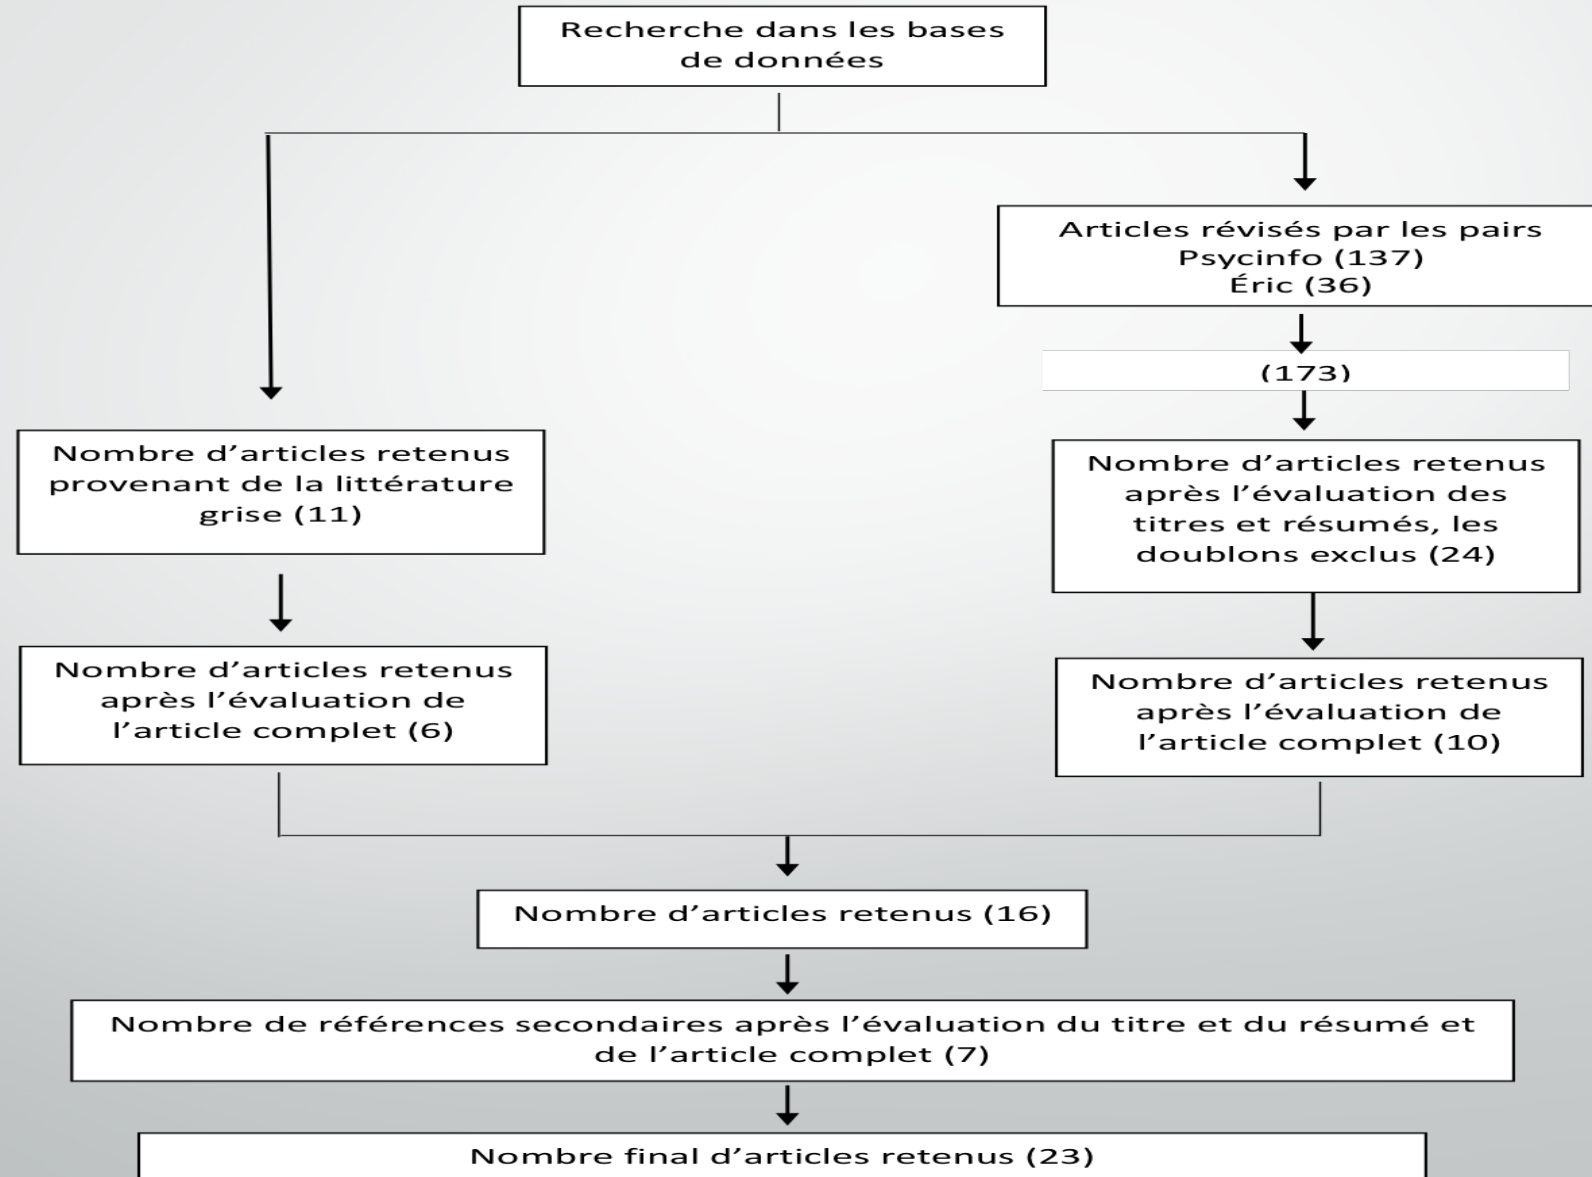 Recherche dans les bases
de données
Articles révisés par les pairs
Psycinfo (137)
Éric (36)
(173)
Nombre d’articles retenus
provenant de la littérature
grise (11)
Nombre d’articles retenus
après l’évaluation des
titres et résumés, les
doublons exclus (24)
Nombre d’articles retenus
après l’évaluation de
l’article complet (6)
Nombre d’articles retenus
après l’évaluation de
l’article complet (10)
Nombre d’articles retenus (16)
Nombre de références secondaires après l’évaluation du titre et du résumé et
de l’article complet (7)
Nombre final d’articles retenus (23)